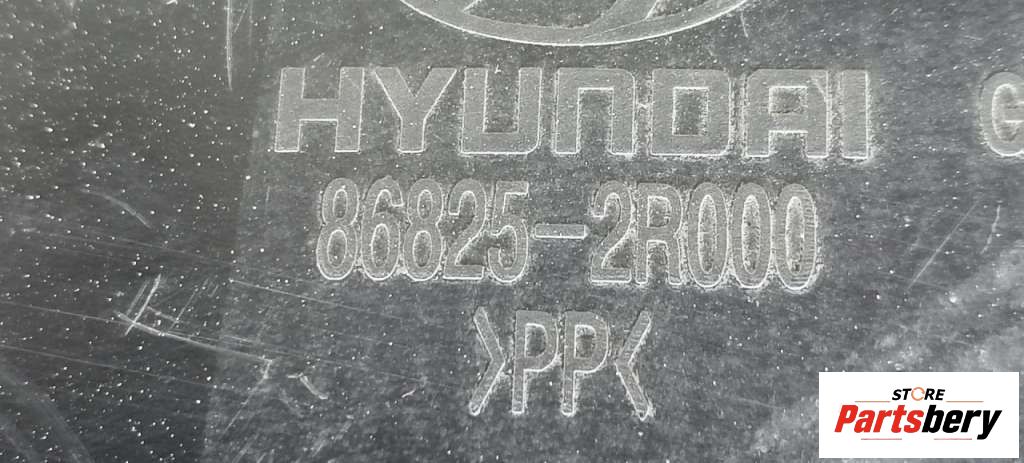 HYUNDAI
G
86825-2R000
>PP<
STORE
Partsbery